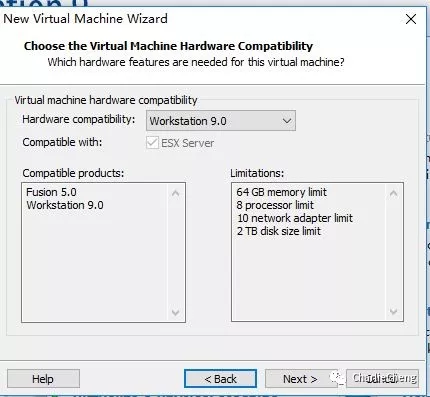 New Virtual Machine Wizard
Choose the Virtual Machine Hardware Compatibility
Which hardware features are needed for this virtual machine?
Virtual machine hardware compatibility
Hardware compatibility: Workstation 9.0
Compatible with: ESX Server
Compatible products: Limitations:
Fusion 5.0 64 GB memory limit
Workstation 9.0 8 processor limit
10 network adapter limit
2 TB disk size limit
Help < Back Next >